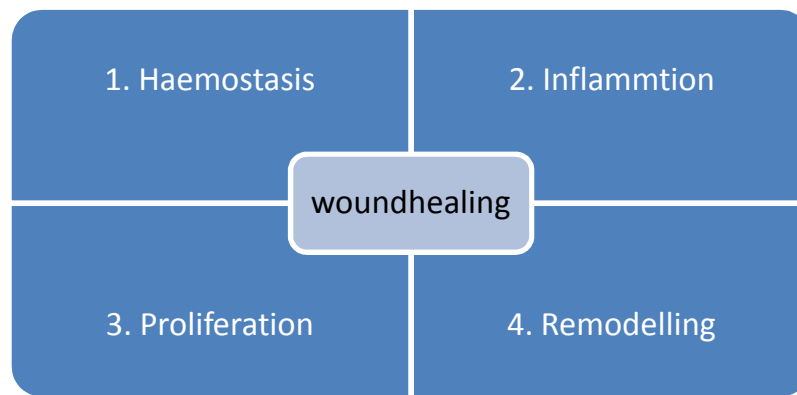 1. Haemostasis
2. Inflammtion
woundhealing
3. Proliferation
4. Remodelling